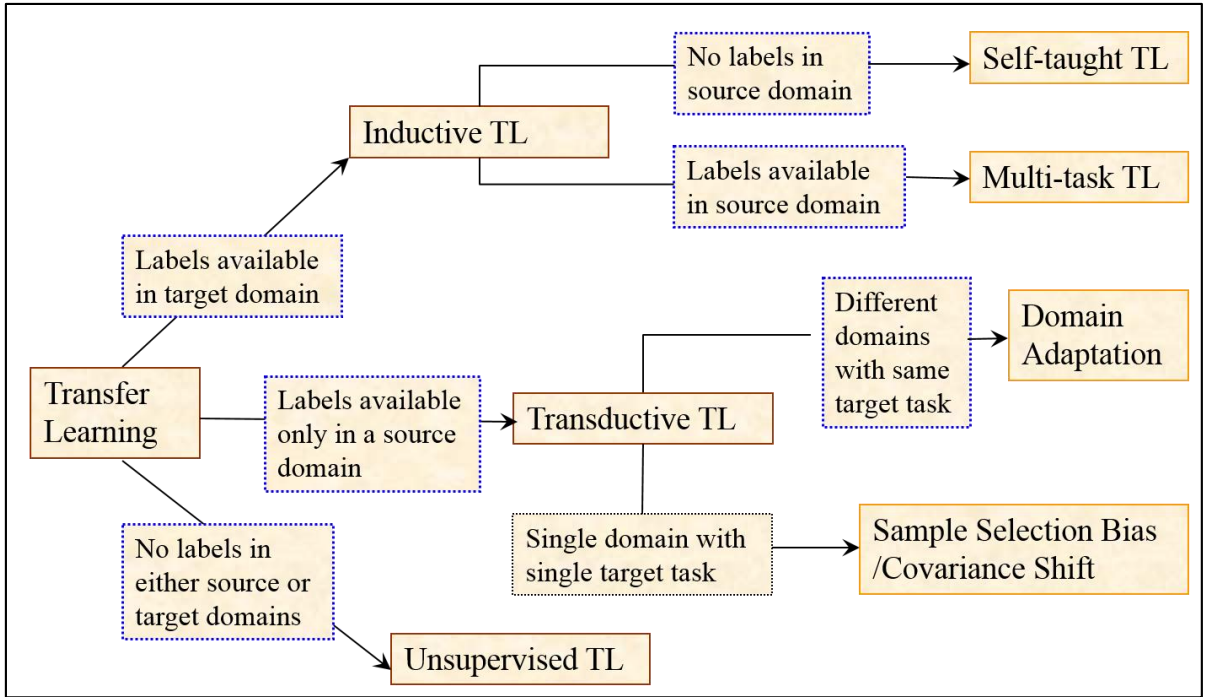 No labels in
source domain
Self-taught TL
Inductive TL
Labels available
in source domain
Multi-task TL
Labels available
in target domain
Different
domains
with same
target task
Domain
Adaptation
Transfer
Learning
Labels available
only in a source
domain
Transductive TL
Single domain with
single target task
Sample Selection Bias
/Covariance Shift
No labels in
either source or
target domains
Unsupervised TL